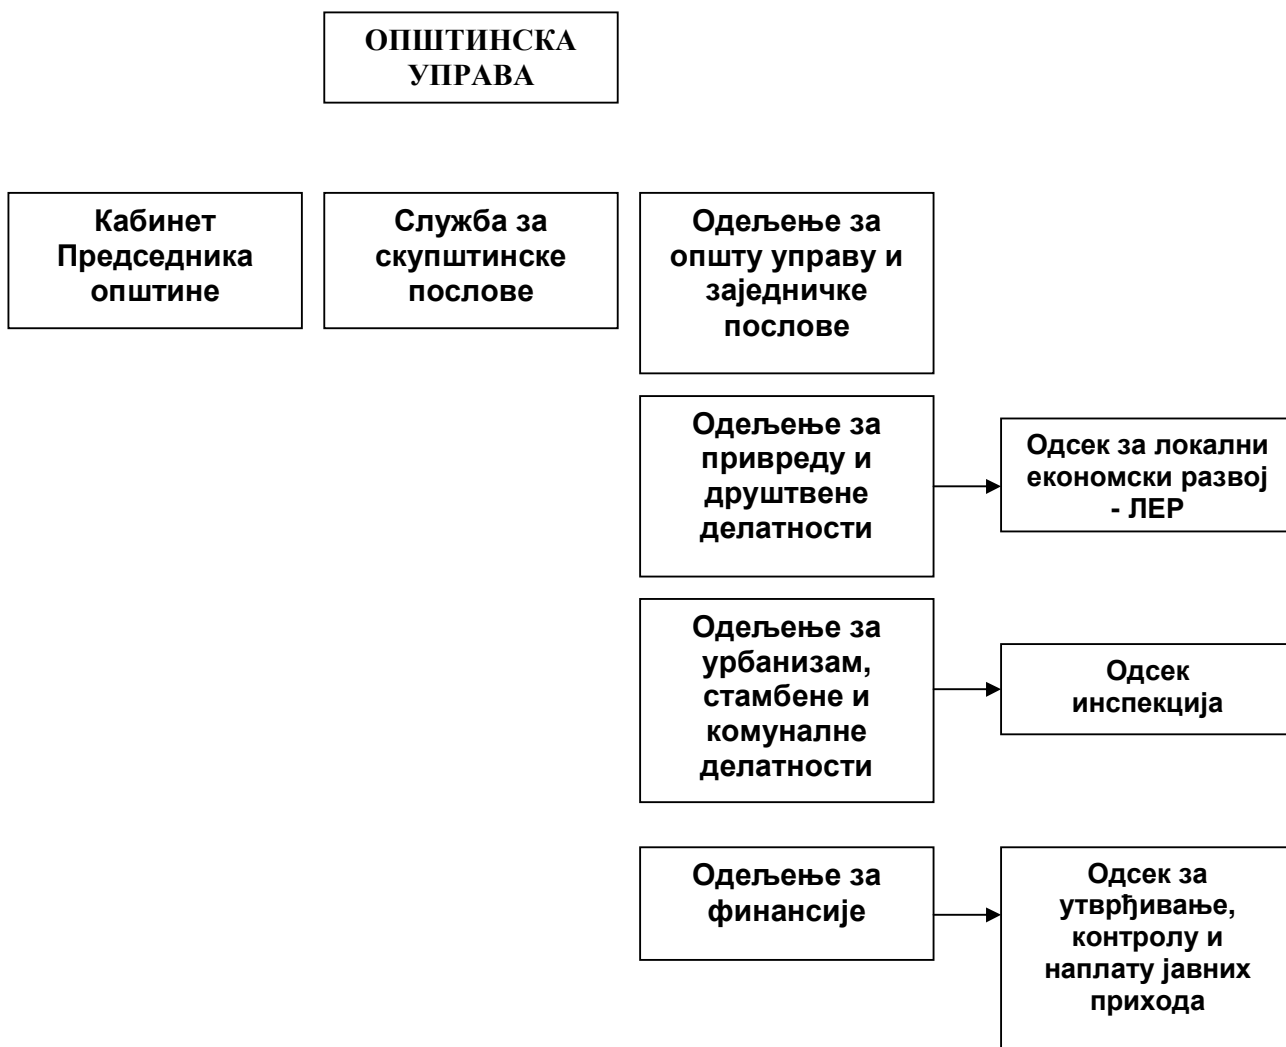 ОПШТИНСКА
УПРАВА
Кабинет
Председника
општине
Служба за
скупштинске
послове
Одељење за
општу управу и
заједничке
послове
Одељење за
привреду и
друштвене
делатности
Одсек за локални
економски развој
- ЛЕР
Одељење за
урбанизам,
стамбене и
комуналне
делатности
Одсек
инспекција
Одељење за
финансије
Одсек за
утврђивање,
контролу и
наплату јавних
прихода